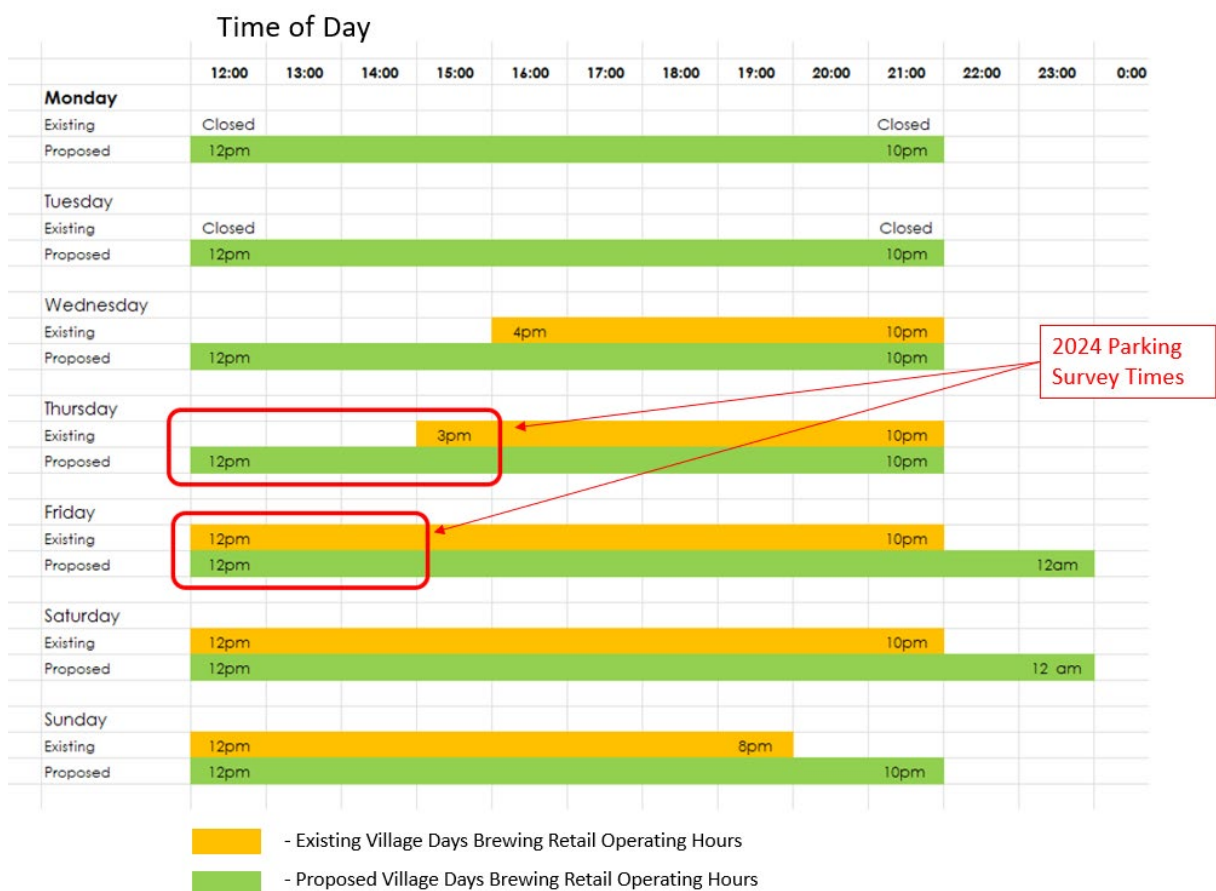 Time of Day
12:00 13:00 14:00 15:00 16:00 17:00 18:00 19:00 20:00 21:00 22:00 23:00 0:00
Monday
Existing Closed Closed
Proposed 12pm 10pm
Tuesday
Existing Closed Closed
Proposed 12pm 10pm
Wednesday
Existing 4pm 10pm
Proposed 12pm 10pm
2024 Parking
Survey Times
Thursday
Existing 3pm 10pm
Proposed 12pm 10pm
Friday
Existing 12pm 10pm
Proposed 12pm 12am
Saturday
Existing 12pm 10pm
Proposed 12pm 12 am
Sunday
Existing 12pm 8pm
Proposed 12pm 10pm
- Existing Village Days Brewing Retail Operating Hours
- Proposed Village Days Brewing Retail Operating Hours